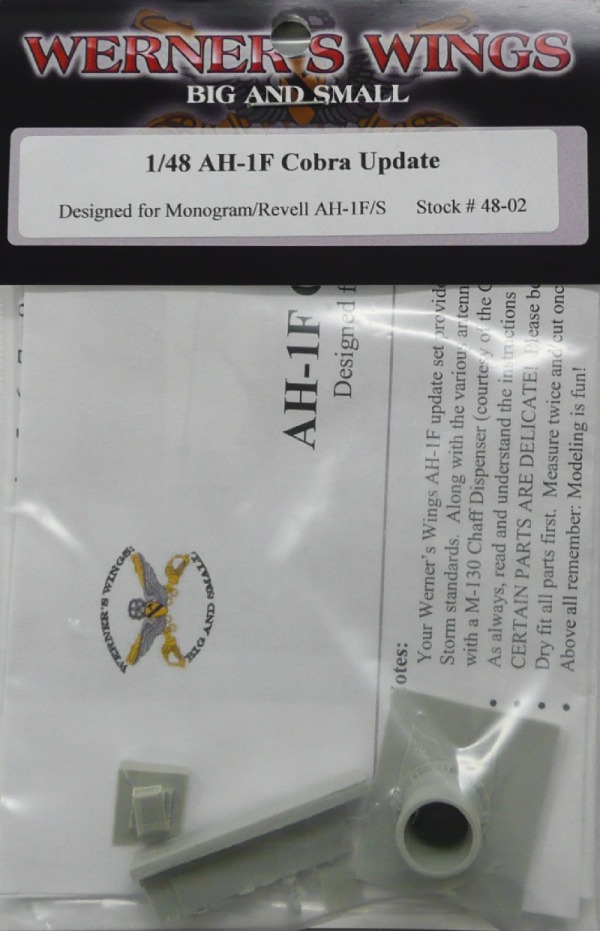 WERNER'S WINGS
BIG AND SMALL
1/48 AH-1F Cobra Update
Designed for Monogram/Revell AH-1F/S Stock # 48-02
AH-1F
Designed
WERNER'S WINGS:
BIG AND SMALL
otes:
Your Werner's Wings AH-1F update set
Storm standards. Along with the various
with a M-130 Chaff Dispenser (courtesy of the
• As always, read and understand the instructions
• CERTAIN PARTS ARE DELICATE! Please
• Dry fit all parts first. Measure twice and cut
• Above all remember: Modeling is fun!